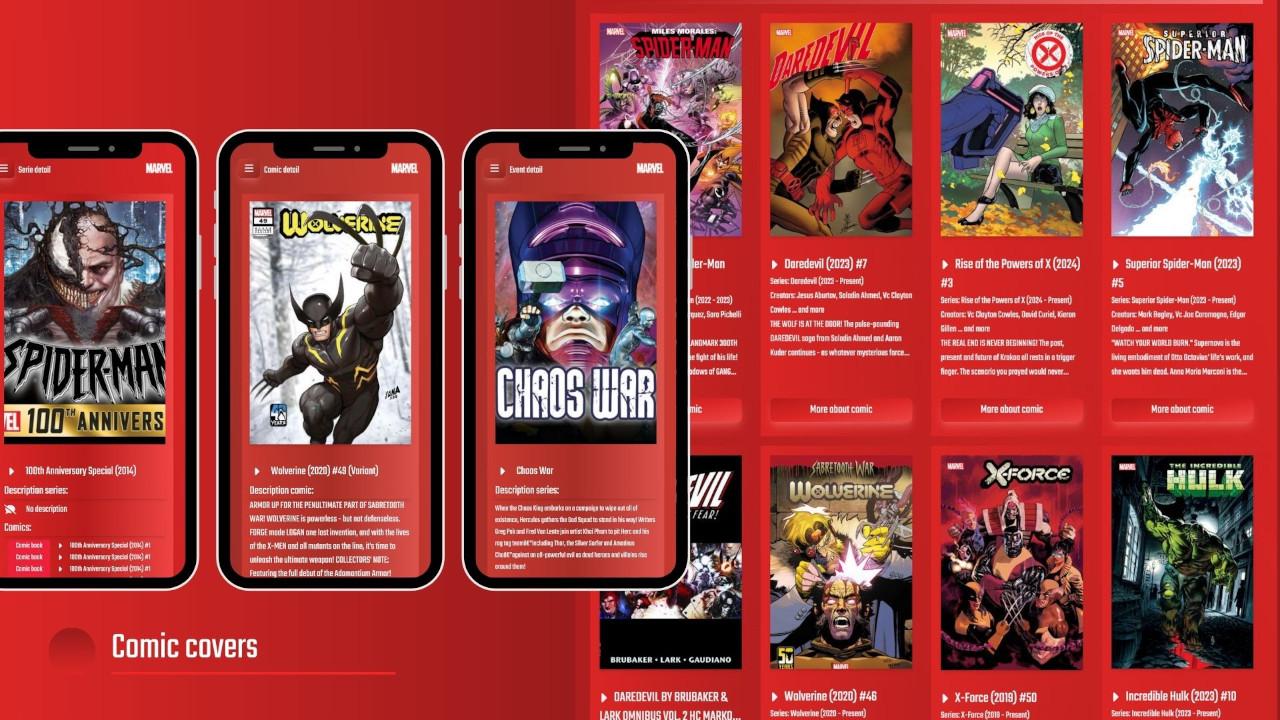 Serie detail
MARVEL
SPIDER-MAN
VEL 100TH ANNIVERS
100th Anniversary Special (2014)
Description series:
No description
Comics:
Comic book 100th Anniversary Special (2014) #1
Comic book 100th Anniversary Special (2014) #1
Comic book 100th Anniversary Special (2014) #1
Comic detail
MARVEL
MARVEL
49
WOLVERINE
YEARS
Wolverine (2020) #49 (Variant)
Description comic:
ARMOR UP FOR THE PENULTIMATE PART OF SABRETOOTH
WAR! WOLVERINE is powerless - but not defenseless.
FORGE made LOGAN one last invention, and with the lives
of the X-MEN and all mutants on the line, it's time to
unleash the ultimate weapon! COLLECTORS' NOTE:
Featuring the full debut of the Adamantium Armor!
Event detail
MARVEL
CHAOS WAR
Chaos War
Description series:
When the Chaos King embarks on a campaign to wipe out all of
existence, Hercules gathers the God Squad to stand in his way! Writers
Greg Pak and Fred Van Lente join artist Khoi Pham to pit Herc and his
rag tag team including Thor, the Silver Surfer and Amadeus
against an all-powerful evil as dead heroes and villains rise
around them!
Comic covers
MARVEL
MILES MORALES:
SPIDER-MAN
der-Man
n (2022 - 2023)
quez, Sara Pichelli
ANDMARK 300TH
e fight of his life!
dows of GANG...
mic
MARVEL
DAREDEVIL
Daredevil (2023) #7
Series: Daredevil (2023 - Present)
Creators: Jesus Aburtov, Saladin Ahmed, Vc Clayton
Cowles ... and more
THE WOLF IS AT THE DOOR! The pulse-pounding
DAREDEVIL saga from Saladin Ahmed and Aaron
Kuder continues - as whatever mysterious force...
More about comic
MARVEL
Rise of the Powers of X (2024)
#3
Series: Rise of the Powers of X (2024 - Present)
Creators: Vc Clayton Cowles, David Curiel, Kieron
Gillen ... and more
THE REAL END IS NEVER BEGINNING! The past,
present and future of Krakoa all rests in a trigger
finger. The scenario you prayed would never...
More about comic
MARVEL
SUPERIOR
SPIDER-MAN
Superior Spider-Man (2023)
#5
Series: Superior Spider-Man (2023 - Present)
Creators: Mark Bagley, Vc Joe Caramagna, Edgar
Delgado ... and more
"WATCH YOUR WORLD BURN." Supernova is the
living embodiment of Otto Octavius' life's work, and
she wants him dead. Anna Maria Marconi is the...
More about comic
EVIL
FEAR!
BRUBAKER • LARK • GAUDIANO
DAREDEVIL BY BRUBAKER &
LARK OMNIBUS VOL. 2 HC MARKO...
SABRETOOTH WAR
WOLVERINE
50
YEARS
MARVEL
Wolverine (2020) #46
Series: Wolverine (2020 - Present)
MARVEL
X-FORCE
X-Force (2019) #50
Series: X-Force (2019 - Present)
MARVEL
THE INCREDIBLE
HULK
Incredible Hulk (2023) #10
Series: Incredible Hulk (2023 - Present)